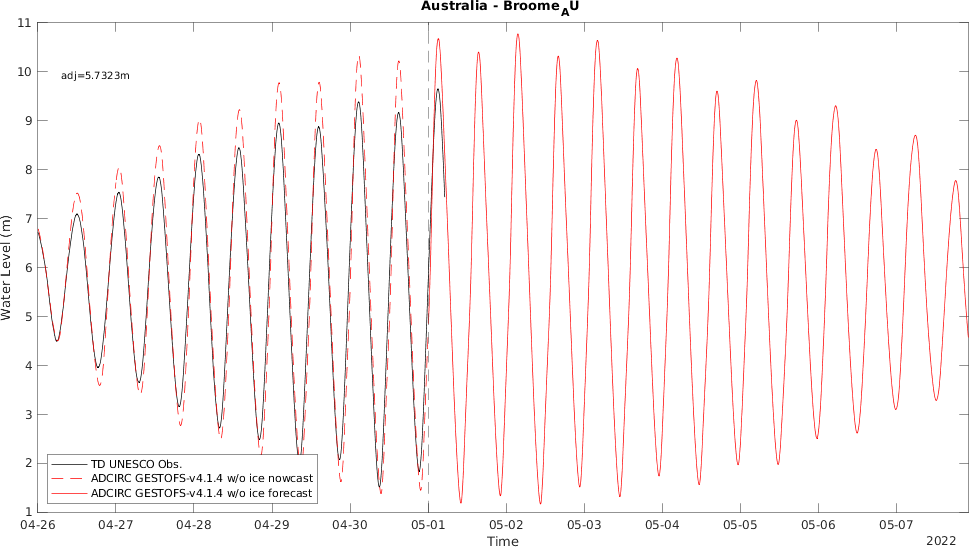 Australia - Broome_AU
adj=5.7323m
Water Level (m)
11
10
9
8
7
6
5
4
3
2
1
TD UNESCO Obs.
ADCIRC GESTOFS-v4.1.4 w/o ice nowcast
ADCIRC GESTOFS-v4.1.4 w/o ice forecast
04-26 04-27 04-28 04-29 04-30 05-01 05-02 05-03 05-04 05-05 05-06 05-07
Time
2022